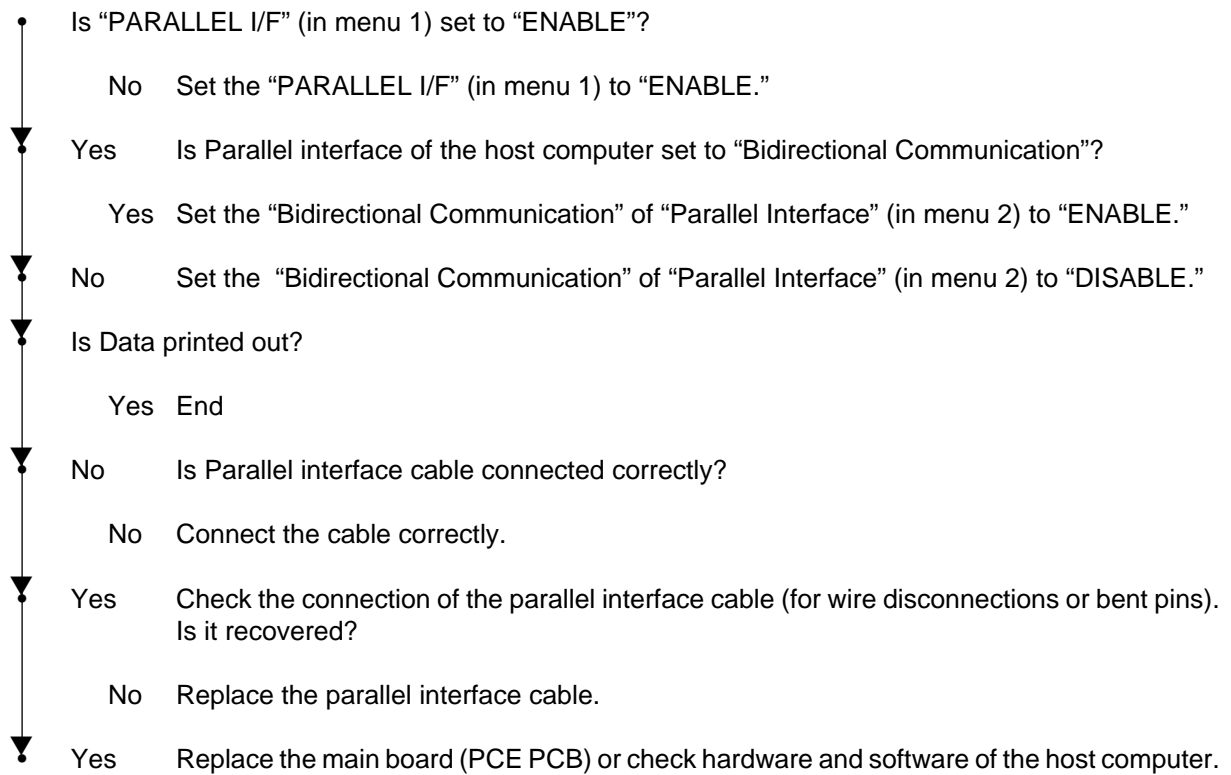 Is “PARALLEL I/F” (in menu 1) set to “ENABLE”?
No Set the “PARALLEL I/F” (in menu 1) to “ENABLE.”
Yes Is Parallel interface of the host computer set to “Bidirectional Communication”?
Yes Set the “Bidirectional Communication” of “Parallel Interface” (in menu 2) to “ENABLE.”
No Set the “Bidirectional Communication” of “Parallel Interface” (in menu 2) to “DISABLE.”
Is Data printed out?
Yes End
No Is Parallel interface cable connected correctly?
No Connect the cable correctly.
Yes Check the connection of the parallel interface cable (for wire disconnections or bent pins).
Is it recovered?
No Replace the parallel interface cable.
Yes Replace the main board (PCE PCB) or check hardware and software of the host computer.